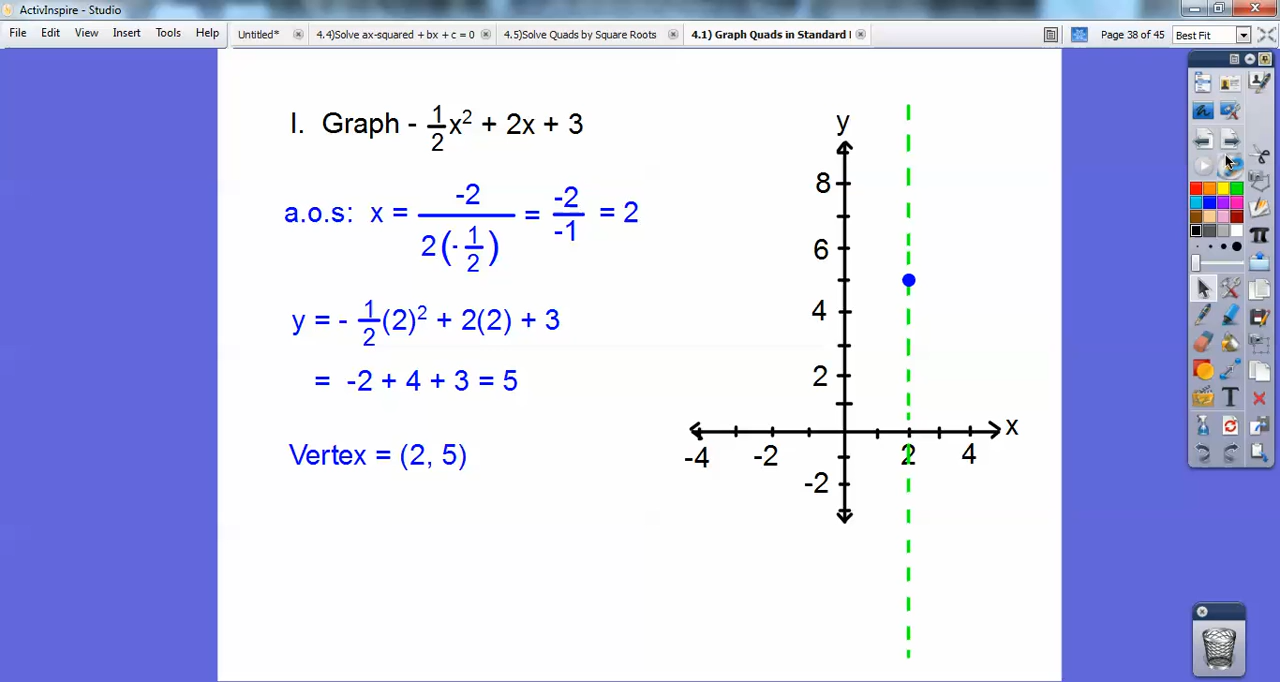 ActivInspire - Studio
File Edit View Insert Tools Help
Untitled* 4.4)Solve ax-squared + bx + c = 0 4.5)Solve Quads by Square Roots 4.1) Graph Quads in Standard
Page 38 of 45 Best Fit
I. Graph - 1/2 x² + 2x + 3
a.o.s: x = -2 / 2(-1/2) = -2/-1 = 2
y = - 1/2 (2)² + 2(2) + 3
= -2 + 4 + 3 = 5
Vertex = (2, 5)
y
8
6
4
2
x
-4 -2 2 4
-2